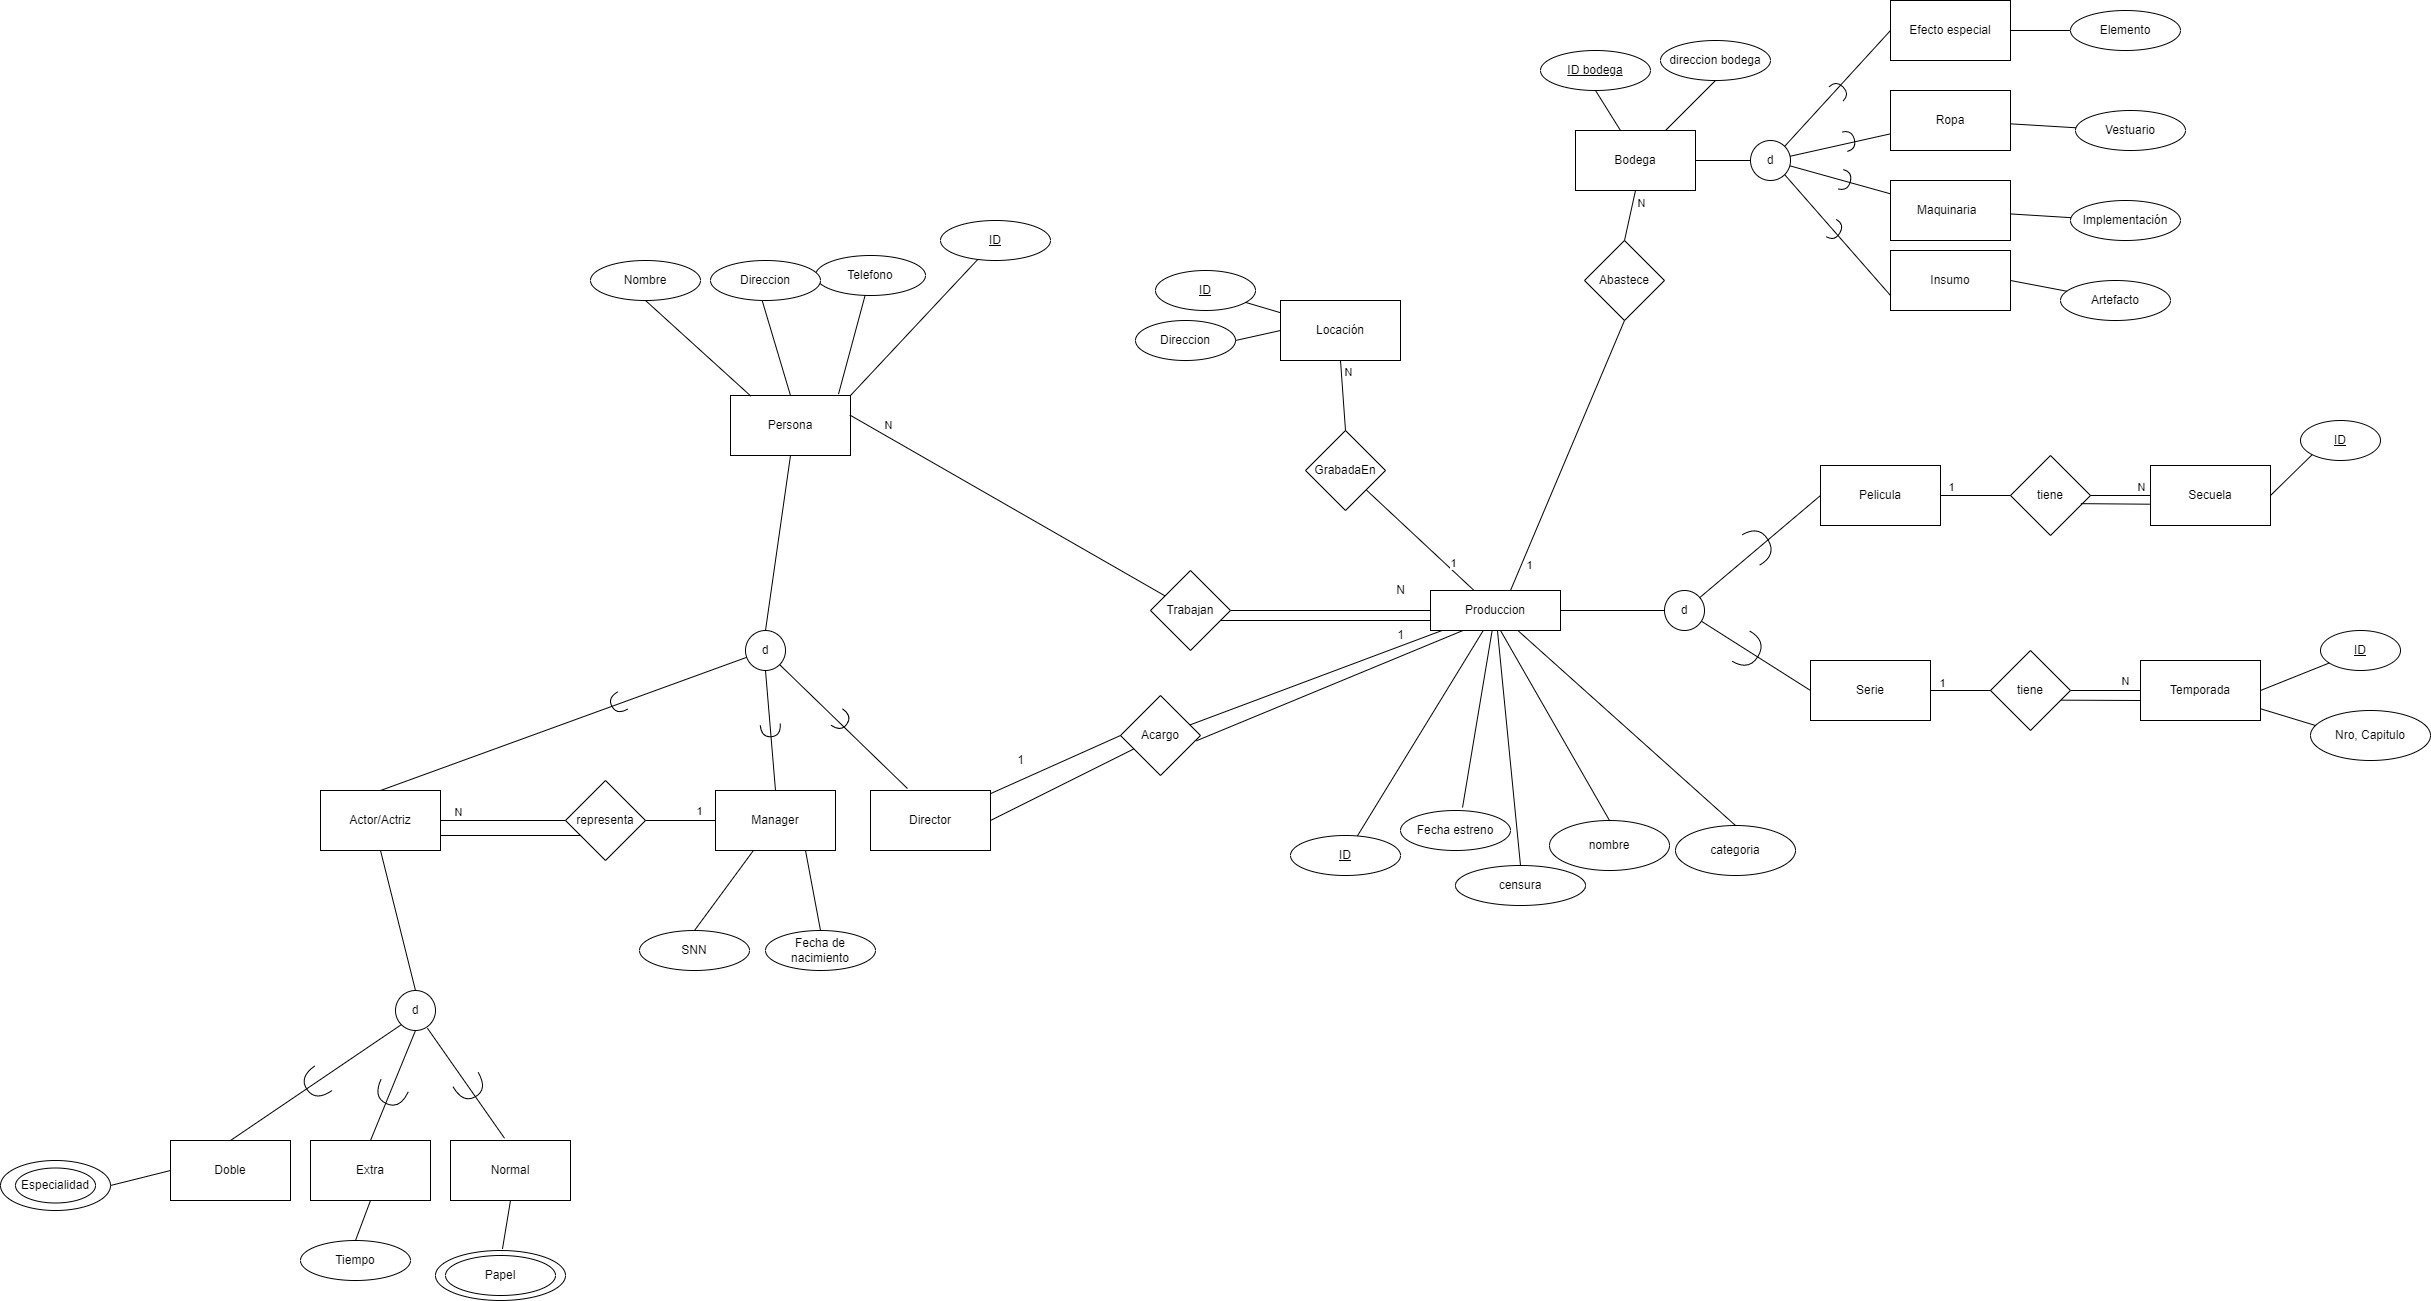 Efecto especial
Elemento
ID bodega
direccion bodega
Ropa
Vestuario
Bodega
d
Maquinaria
Implementación
N
Insumo
Artefacto
Abastece
ID
Nombre
Direccion
Telefono
ID
Direccion
Locación
N
Persona
N
GrabadaEn
ID
Pelicula
1
tiene
N
Secuela
1
1
Trabajan
N
Produccion
d
1
d
ID
Serie
1
tiene
N
Temporada
Nro, Capitulo
Acargo
1
Actor/Actriz
N
representa
1
Manager
Director
ID
Fecha estreno
censura
nombre
categoria
SNN
Fecha de
nacimiento
d
Doble
Extra
Normal
Especialidad
Tiempo
Papel